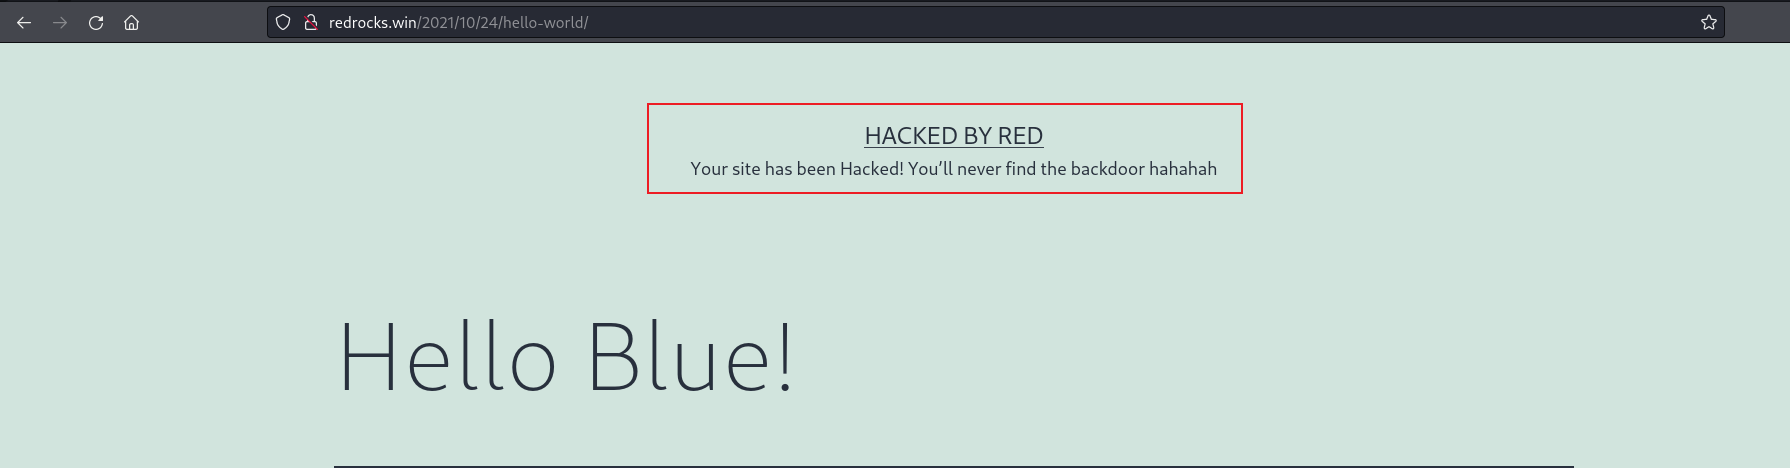 redrocks.win/2021/10/24/hello-world/
HACKED BY RED
Your site has been Hacked! You’ll never find the backdoor hahahah
Hello Blue!